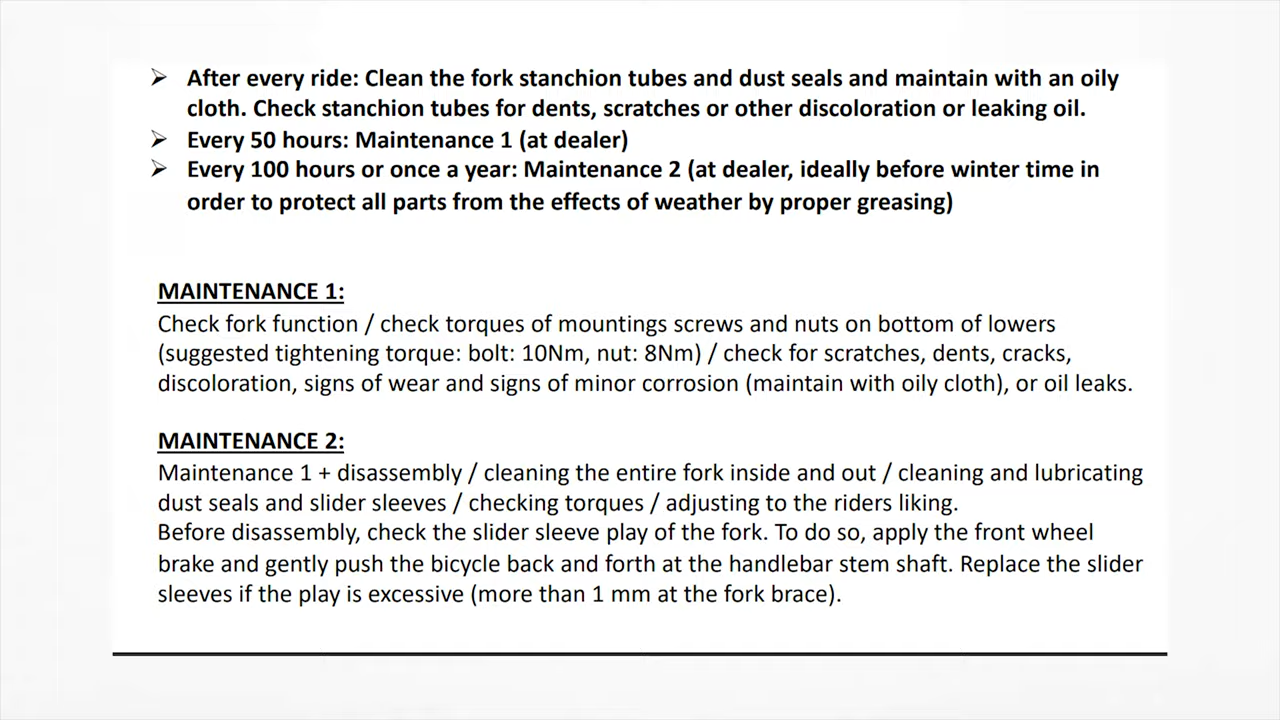 ➢ After every ride: Clean the fork stanchion tubes and dust seals and maintain with an oily
cloth. Check stanchion tubes for dents, scratches or other discoloration or leaking oil.
➢ Every 50 hours: Maintenance 1 (at dealer)
➢ Every 100 hours or once a year: Maintenance 2 (at dealer, ideally before winter time in
order to protect all parts from the effects of weather by proper greasing)
MAINTENANCE 1:
Check fork function / check torques of mountings screws and nuts on bottom of lowers
(suggested tightening torque: bolt: 10Nm, nut: 8Nm) / check for scratches, dents, cracks,
discoloration, signs of wear and signs of minor corrosion (maintain with oily cloth), or oil leaks.
MAINTENANCE 2:
Maintenance 1 + disassembly / cleaning the entire fork inside and out / cleaning and lubricating
dust seals and slider sleeves / checking torques / adjusting to the riders liking.
Before disassembly, check the slider sleeve play of the fork. To do so, apply the front wheel
brake and gently push the bicycle back and forth at the handlebar stem shaft. Replace the slider
sleeves if the play is excessive (more than 1 mm at the fork brace).